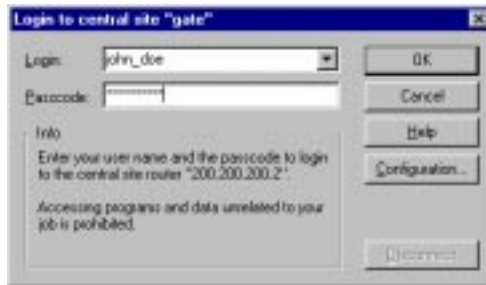 Login to central site "gate"
Login:
john_doe
OK
Passcode:
Cancel
Info
Help
Enter your user name and the passcode to login
to the central site router "200.200.200.2".
Configuration...
Accessing programs and data unrelated to your
job is prohibited.
Disconnect